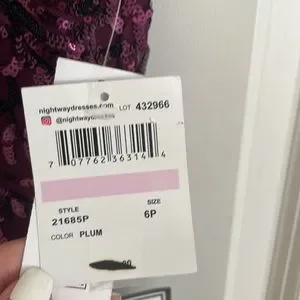 nightwaydresses.com LOT 432966
7 07762 36314 4
STYLE SIZE
21685P 6P
COLOR PLUM